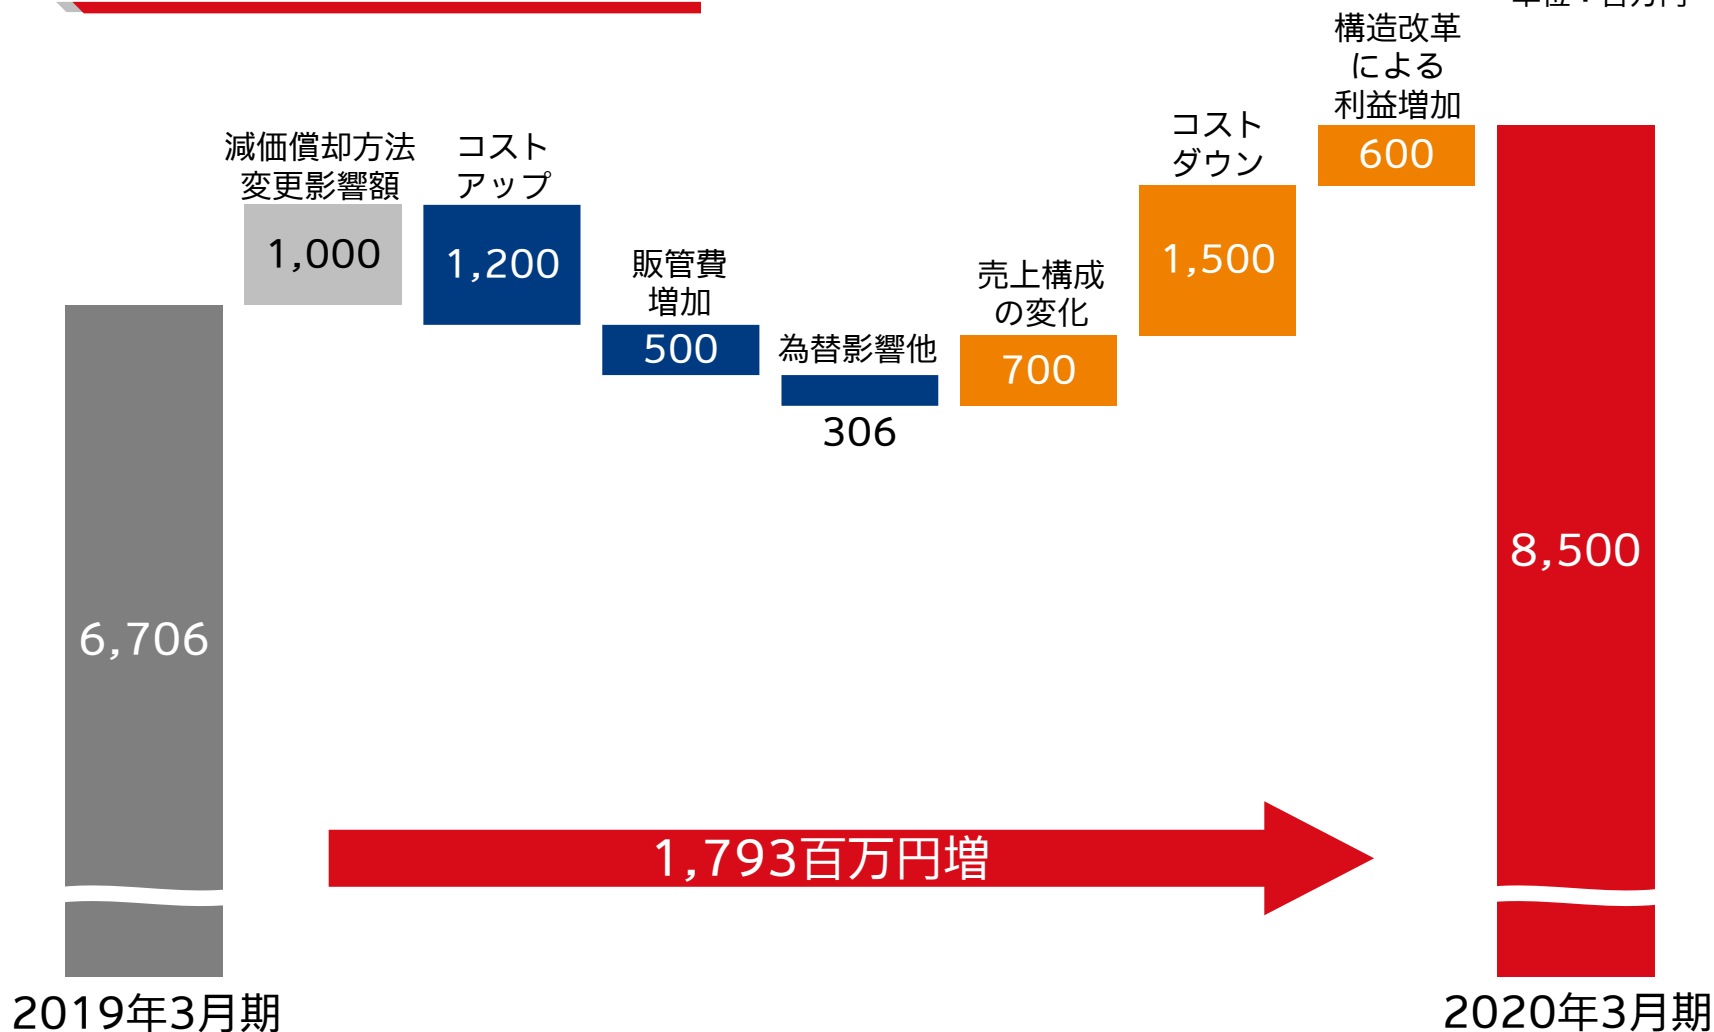 構造改革
による
利益増加
600
コスト
ダウン
1,500
減価償却方法
変更影響額
1,000
コスト
アップ
1,200
販管費
増加
500
為替影響他
306
売上構成
の変化
700
6,706
8,500
1,793百万円増
2019年3月期
2020年3月期